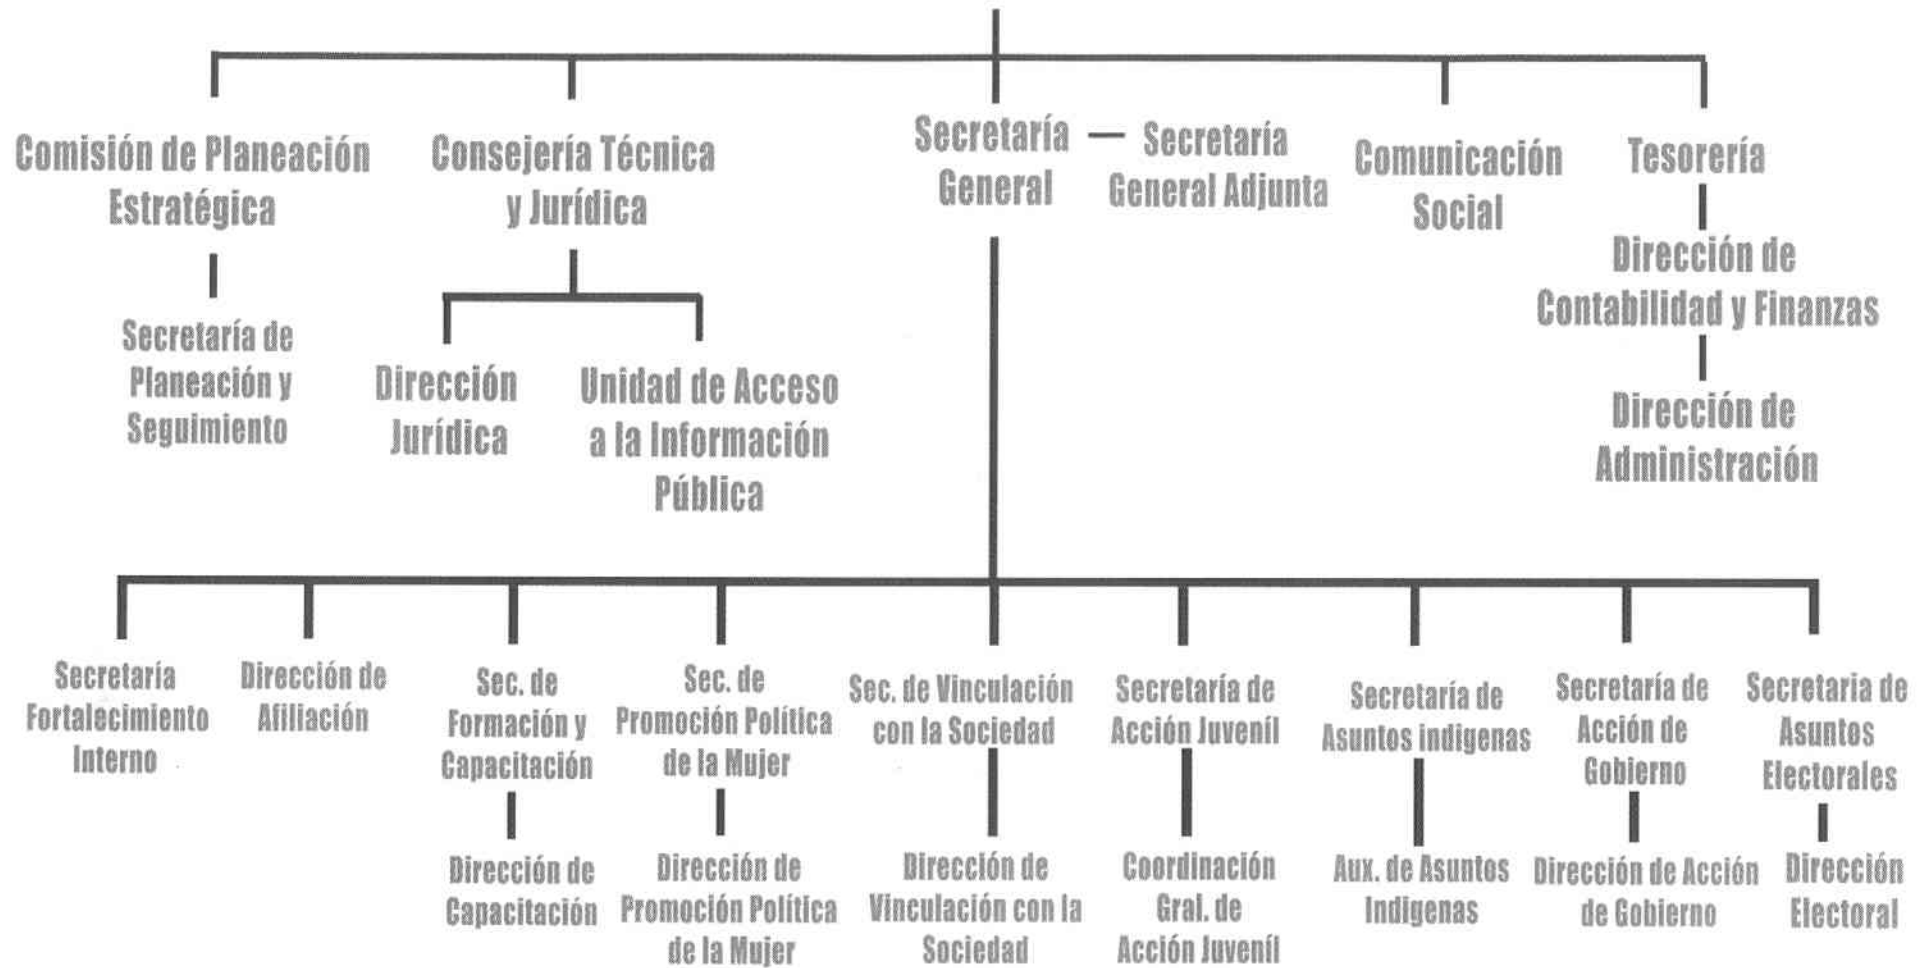 Comisión de Planeación
Estratégica
Consejería Técnica
y Jurídica
Secretaría
General
Secretaría
General Adjunta
Comunicación
Social
Tesorería
Secretaría de
Planeación y
Seguimiento
Dirección
Jurídica
Unidad de Acceso
a la Información
Pública
Dirección de
Contabilidad y Finanzas
Dirección de
Administración
Secretaría
Fortalecimiento
Interno
Dirección de
Afiliación
Sec. de
Formación y
Capacitación
Sec. de
Promoción Política
de la Mujer
Sec. de Vinculación
con la Sociedad
Secretaría de
Acción Juveníl
Secretaría de
Asuntos indigenas
Secretaría de
Acción de
Gobierno
Secretaria de
Asuntos
Electorales
Dirección de
Capacitación
Dirección de
Promoción Política
de la Mujer
Dirección de
Vinculación con la
Sociedad
Coordinación
Gral. de
Acción Juveníl
Aux. de Asuntos
Indigenas
Dirección de Acción
de Gobierno
Dirección
Electoral